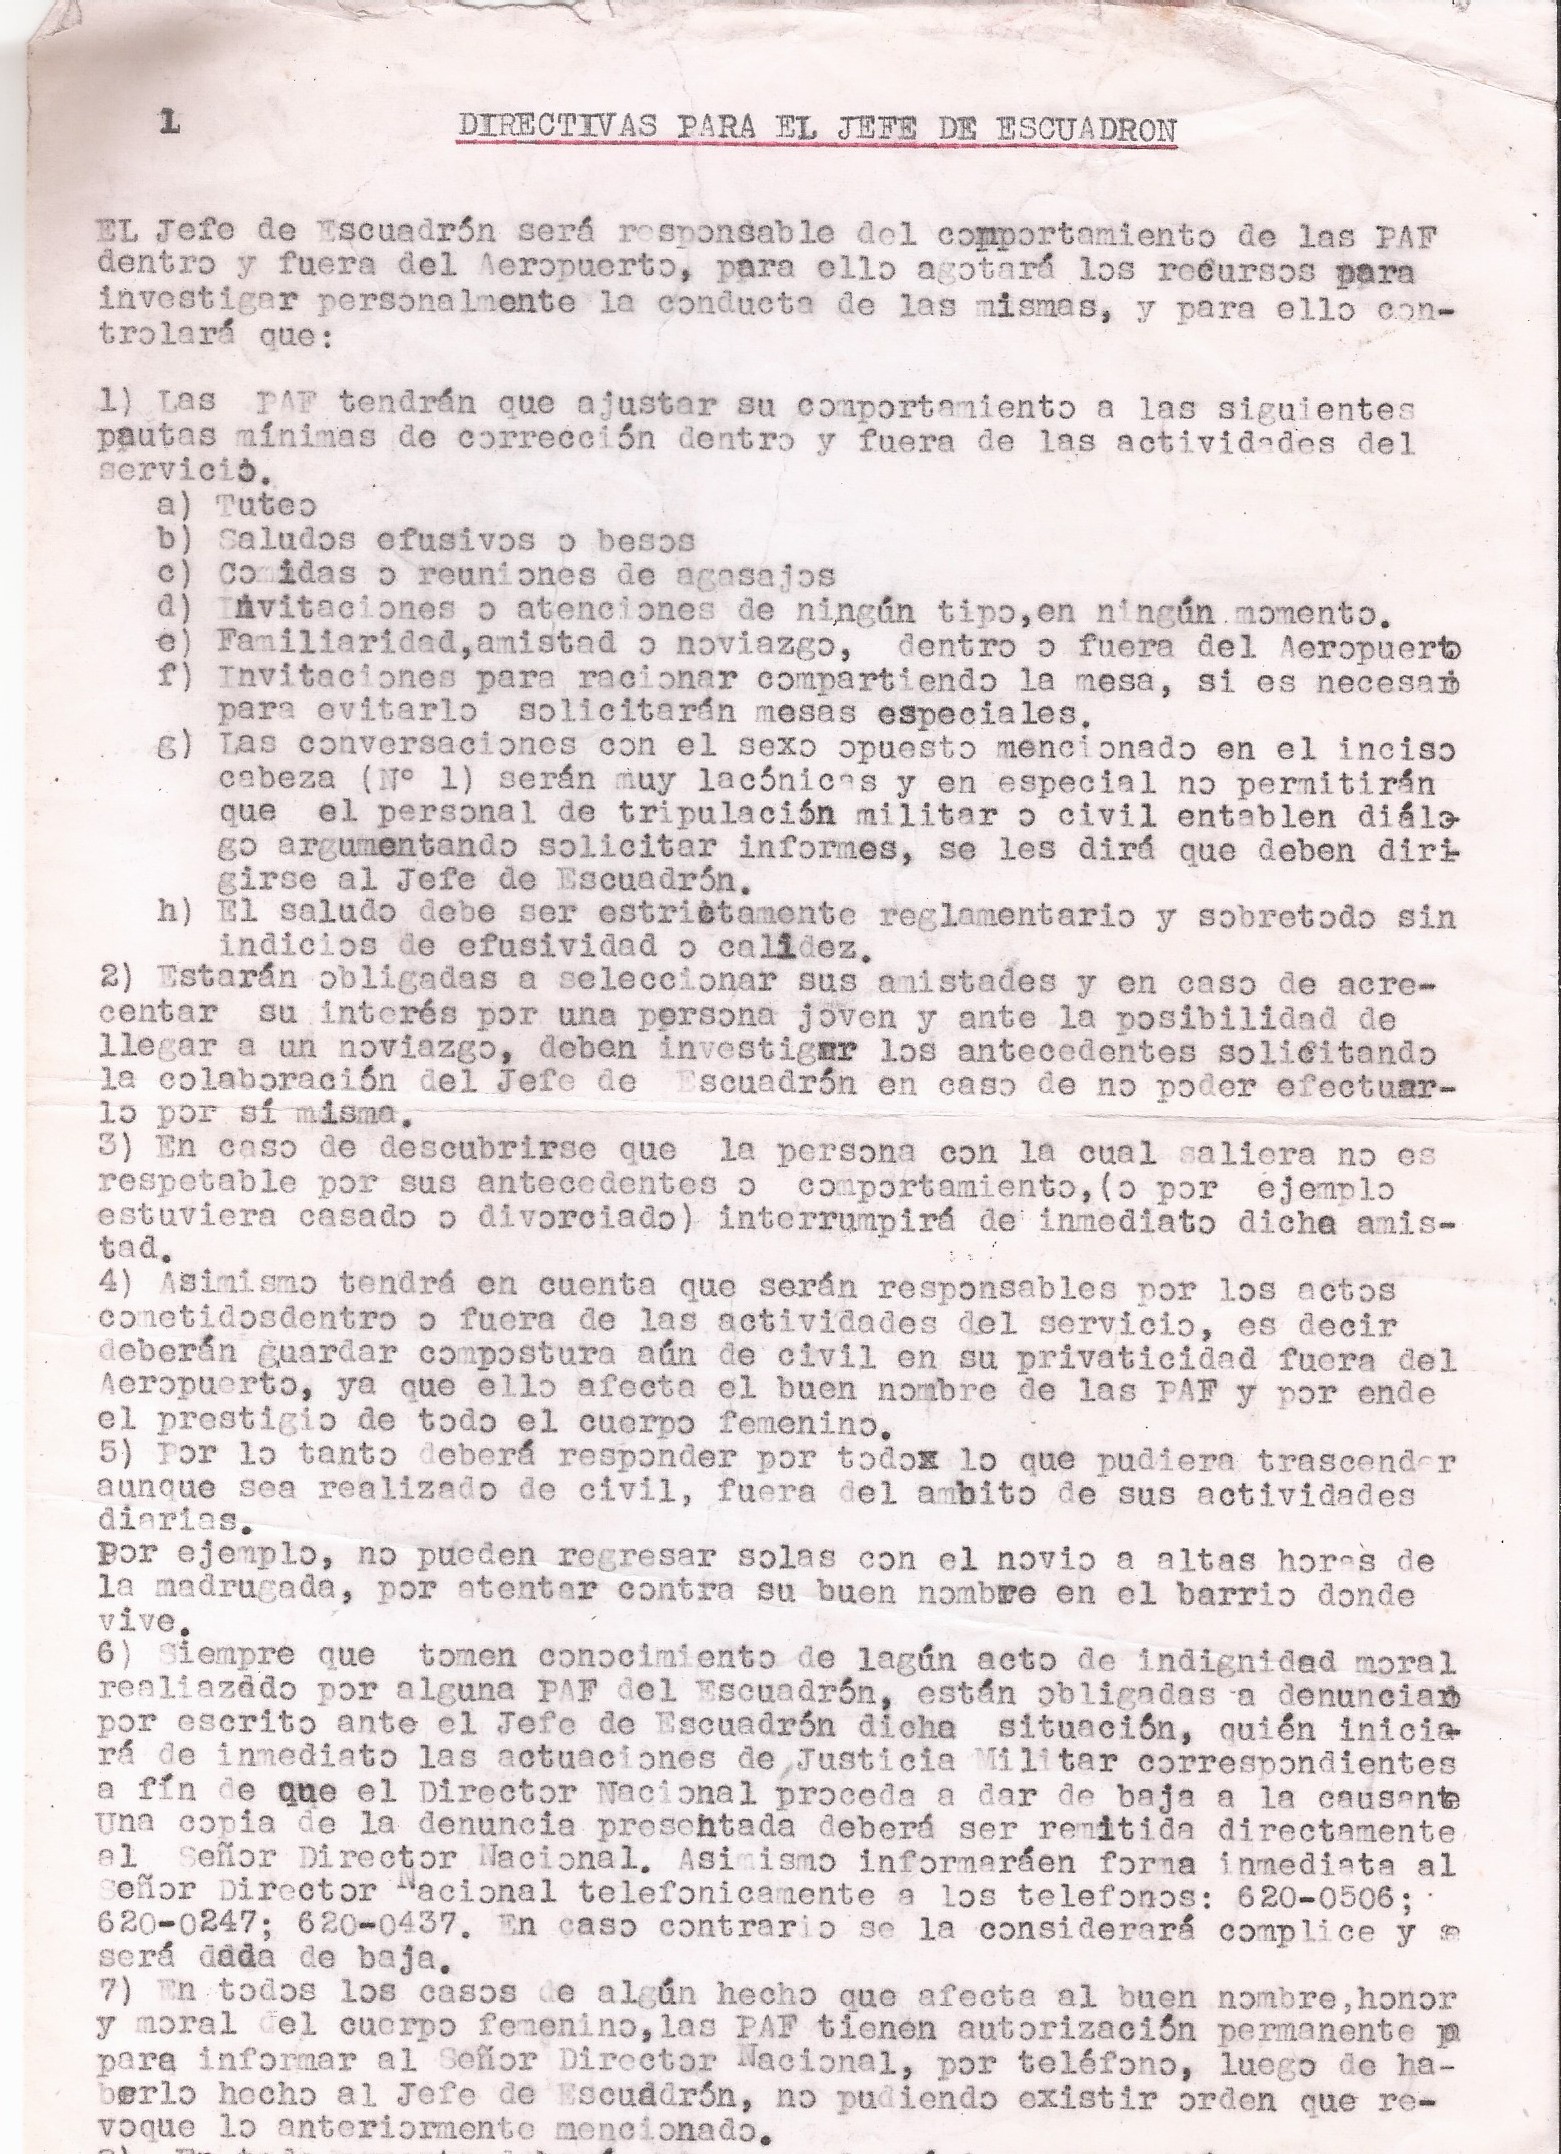 1 DIRECTIVAS PARA EL JEFE DE ESCUADRON
EL Jefe de Escuadrón será responsable del comportamiento de las PAF
dentro y fuera del Aeropuerto, para ello agotará los recursos para
investigar personalmente la conducta de las mismas, y para ello con-
trolará que:
1) Las PAF tendrán que ajustar su comportamiento a las siguientes
pautas mínimas de corrección dentro y fuera de las actividades del
servicio.
a) Tuteo
b) Saludos efusivos o besos
c) Comidas o reuniones de agasajos
d) Invitaciones o atenciones de ningún tipo,en ningún momento.
e) Familiaridad,amistad o noviazgo, dentro o fuera del Aeropuerto
f) Invitaciones para racionar compartiendo la mesa, si es necesario
para evitarlo solicitarán mesas especiales.
g) Las conversaciones con el sexo opuesto mencionado en el inciso
cabeza (N° 1) serán muy lacónicas y en especial no permitirán
que el personal de tripulación militar o civil entablen diálo-
go argumentando solicitar informes, se les dirá que deben diri-
girse al Jefe de Escuadrón.
h) El saludo debe ser estrictamente reglamentario y sobretodo sin
indicios de efusividad o calidez.
2) Estarán obligadas a seleccionar sus amistades y en caso de acre-
centar su interés por una persona joven y ante la posibilidad de
llegar a un noviazgo, deben investigar los antecedentes solicitando
la colaboración del Jefe de Escuadrón en caso de no poder efectuar-
lo por sí misma.
3) En caso de descubrirse que la persona con la cual saliera no es
respetable por sus antecedentes o comportamiento,(o por ejemplo
estuviera casado o divorciado) interrumpirá de inmediato dicha amis-
tad.
4) Asimismo tendrá en cuenta que serán responsables por los actos
cometidosdentro o fuera de las actividades del servicio, es decir
deberán guardar compostura aún de civil en su privaticidad fuera del
Aeropuerto, ya que ello afecta el buen nombre de las PAF y por ende
el prestigio de todo el cuerpo femenino.
5) Por lo tanto deberá responder por todox lo que pudiera trascender
aunque sea realizado de civil, fuera del ambito de sus actividades
diarias.
Por ejemplo, no pueden regresar solas con el novio a altas horas de
la madrugada, por atentar contra su buen nombre en el barrio donde
vive.
6) Siempre que tomen conocimiento de lagún acto de indignidad moral
realiazado por alguna PAF del Escuadrón, están obligadas a denunciar
por escrito ante el Jefe de Escuadrón dicha situación, quién inicia-
rá de inmediato las actuaciones de Justicia Militar correspondientes
a fín de que el Director Nacional proceda a dar de baja a la causante
Una copia de la denuncia presentada deberá ser remitida directamente
al Señor Director Nacional. Asimismo informaráen forma inmediata al
Señor Director Nacional telefonicamente a los telefonos: 620-0506;
620-0247; 620-0437. En caso contrario se la considerará complice y
será dada de baja.
7) En todos los casos de algún hecho que afecta al buen nombre,honor
y moral del cuerpo femenino,las PAF tienen autorización permanente p
para informar al Señor Director Nacional, por teléfono, luego de ha-
berlo hecho al Jefe de Escuadrón, no pudiendo existir orden que re-
voque lo anteriormente mencionado.